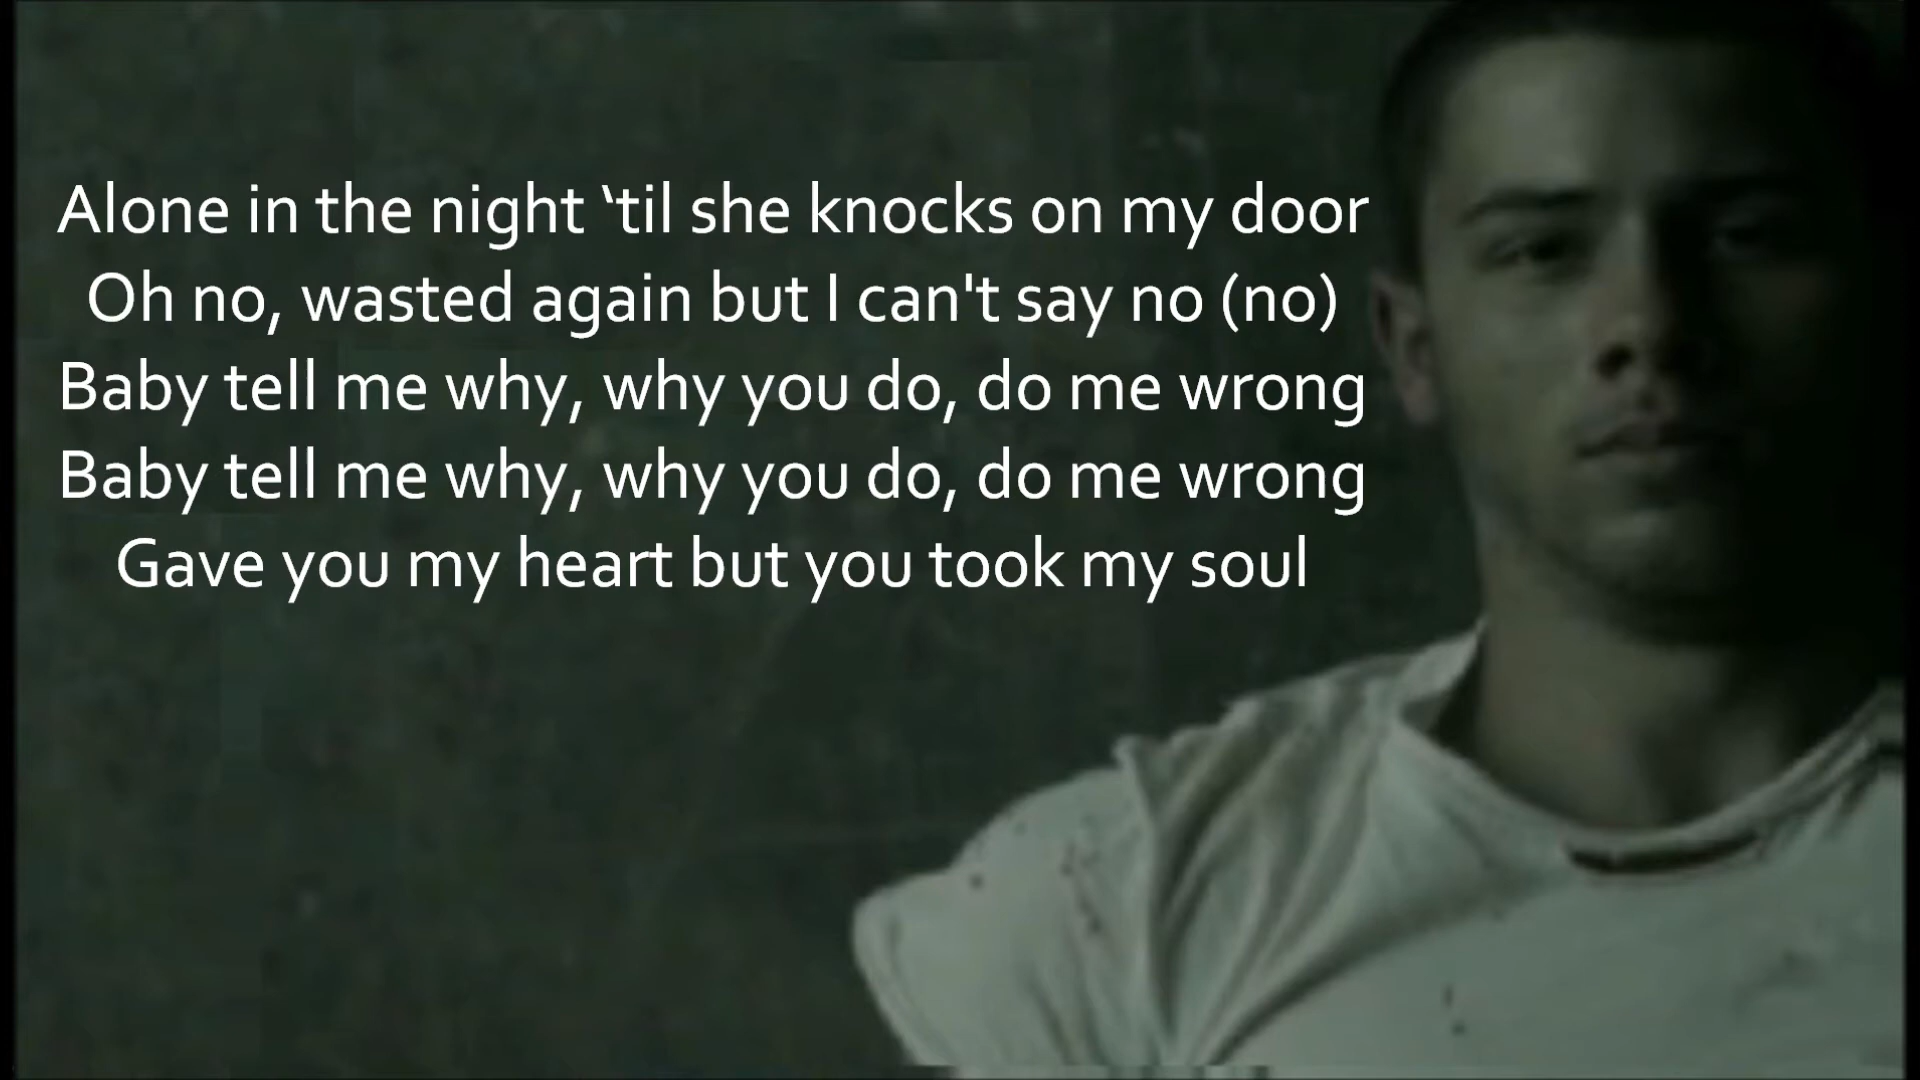 Alone in the night ‘til she knocks on my door
Oh no, wasted again but I can't say no (no)
Baby tell me why, why you do, do me wrong
Baby tell me why, why you do, do me wrong
Gave you my heart but you took my soul